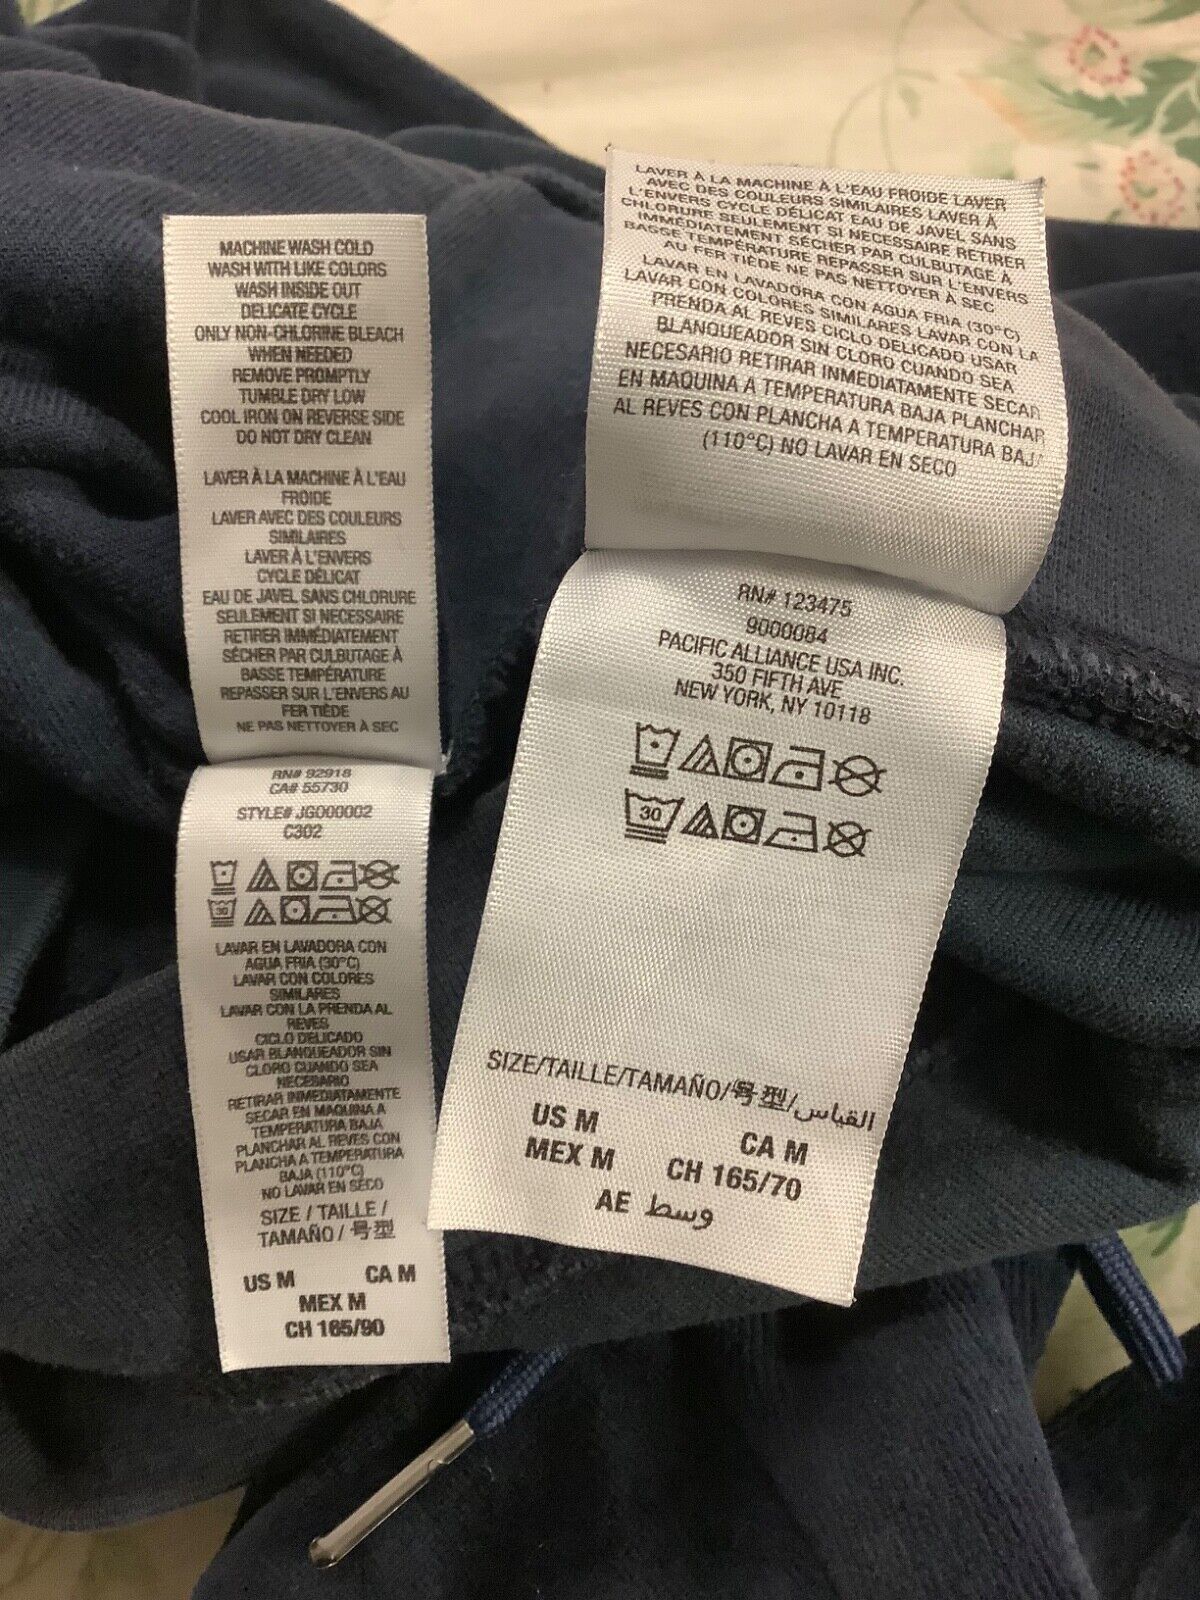 MACHINE WASH COLD
WASH WITH LIKE COLORS
WASH INSIDE OUT
DELICATE CYCLE
ONLY NON-CHLORINE BLEACH
WHEN NEEDED
REMOVE PROMPTLY
TUMBLE DRY LOW
COOL IRON ON REVERSE SIDE
DO NOT DRY CLEAN
LAVER À LA MACHINE À L'EAU
FROIDE
LAVER AVEC DES COULEURS
SIMILAIRES
LAVER À L'ENVERS
CYCLE DÉLICAT
EAU DE JAVEL SANS CHLORURE
SEULEMENT SI NECESSAIRE
RETIRER IMMÉDIATEMENT
SÉCHER PAR CULBUTAGE À
BASSE TEMPÉRATURE
REPASSER SUR L'ENVERS AU
FER TIÈDE
NE PAS NETTOYER À SEC
RN# 92918
CA# 55730
STYLE# JG000002
C302
30
LAVAR EN LAVADORA CON
AGUA FRIA (30°C)
LAVAR CON COLORES
SIMILARES
LAVAR CON LA PRENDA AL
REVES
CICLO DELICADO
USAR BLANQUEADOR SIN
CLORO CUANDO SEA
NECESARIO
RETIRAR INMEDIATAMENTE
SECAR EN MAQUINA A
TEMPERATURA BAJA
PLANCHAR AL REVES CON
PLANCHA A TEMPERATURA
BAJA (110°C)
NO LAVAR EN SECO
SIZE / TAILLE /
TAMAÑO / 号型
US M CA M
MEX M
CH 165/90
LAVER À LA MACHINE À L'EAU FROIDE LAVER
AVEC DES COULEURS SIMILAIRES LAVER À
L'ENVERS CYCLE DÉLICAT EAU DE JAVEL SANS
CHLORURE SEULEMENT SI NECESSAIRE RETIRER
IMMÉDIATEMENT SÉCHER PAR CULBUTAGE À
BASSE TEMPÉRATURE REPASSER SUR L'ENVERS
AU FER TIÈDE NE PAS NETTOYER À SEC
LAVAR EN LAVADORA CON AGUA FRIA (30°C)
LAVAR CON COLORES SIMILARES LAVAR CON LA
PRENDA AL REVES CICLO DELICADO USAR
BLANQUEADOR SIN CLORO CUANDO SEA
NECESARIO RETIRAR INMEDIATAMENTE SECAR
EN MAQUINA A TEMPERATURA BAJA PLANCHAR
AL REVES CON PLANCHA A TEMPERATURA BAJA
(110°C) NO LAVAR EN SECO
RN# 123475
9000084
PACIFIC ALLIANCE USA INC.
350 FIFTH AVE
NEW YORK, NY 10118
30
SIZE/TAILLE/TAMAÑO/号型/القياس
US M CA M
MEX M CH 165/70
AE وسط